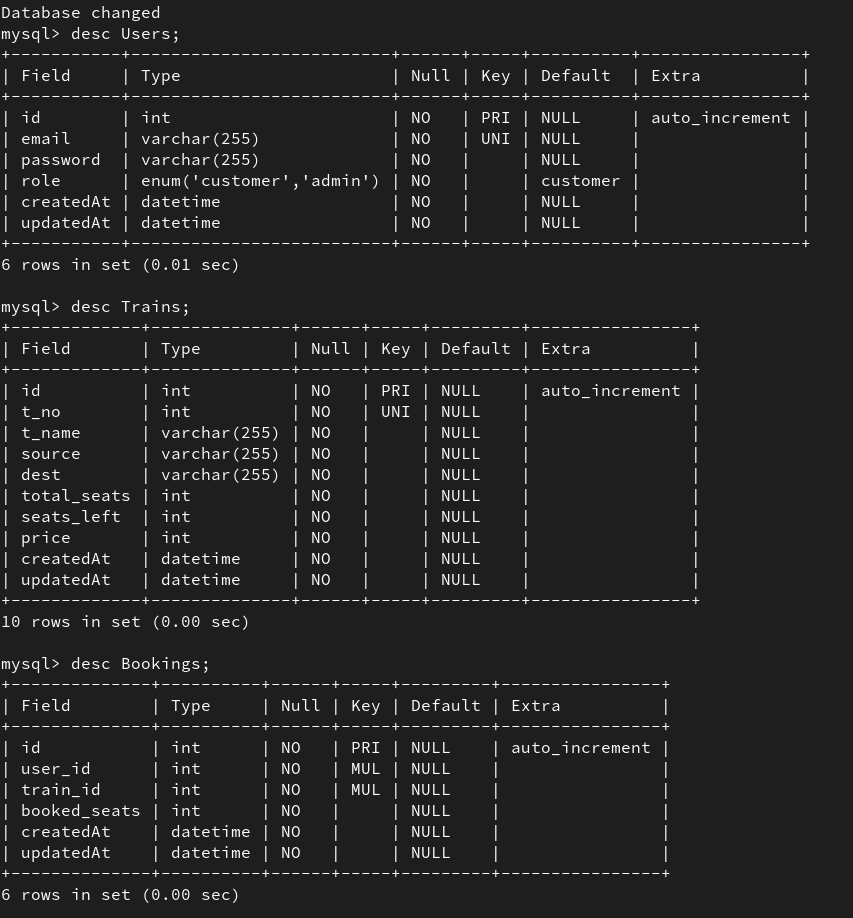 Database changed
mysql> desc Users;
+-----------+--------------------------+------+-----+----------+----------------+
| Field     | Type                     | Null | Key | Default  | Extra          |
+-----------+--------------------------+------+-----+----------+----------------+
| id        | int                      | NO   | PRI | NULL     | auto_increment |
| email     | varchar(255)             | NO   | UNI | NULL     |                |
| password  | varchar(255)             | NO   |     | NULL     |                |
| role      | enum('customer','admin') | NO   |     | customer |                |
| createdAt | datetime                 | NO   |     | NULL     |                |
| updatedAt | datetime                 | NO   |     | NULL     |                |
+-----------+--------------------------+------+-----+----------+----------------+
6 rows in set (0.01 sec)

mysql> desc Trains;
+-------------+--------------+------+-----+---------+----------------+
| Field       | Type         | Null | Key | Default | Extra          |
+-------------+--------------+------+-----+---------+----------------+
| id          | int          | NO   | PRI | NULL    | auto_increment |
| t_no        | int          | NO   | UNI | NULL    |                |
| t_name      | varchar(255) | NO   |     | NULL    |                |
| source      | varchar(255) | NO   |     | NULL    |                |
| dest        | varchar(255) | NO   |     | NULL    |                |
| total_seats | int          | NO   |     | NULL    |                |
| seats_left  | int          | NO   |     | NULL    |                |
| price       | int          | NO   |     | NULL    |                |
| createdAt   | datetime     | NO   |     | NULL    |                |
| updatedAt   | datetime     | NO   |     | NULL    |                |
+-------------+--------------+------+-----+---------+----------------+
10 rows in set (0.00 sec)

mysql> desc Bookings;
+--------------+----------+------+-----+---------+----------------+
| Field        | Type     | Null | Key | Default | Extra          |
+--------------+----------+------+-----+---------+----------------+
| id           | int      | NO   | PRI | NULL    | auto_increment |
| user_id      | int      | NO   | MUL | NULL    |                |
| train_id     | int      | NO   | MUL | NULL    |                |
| booked_seats | int      | NO   |     | NULL    |                |
| createdAt    | datetime | NO   |     | NULL    |                |
| updatedAt    | datetime | NO   |     | NULL    |                |
+--------------+----------+------+-----+---------+----------------+
6 rows in set (0.00 sec)